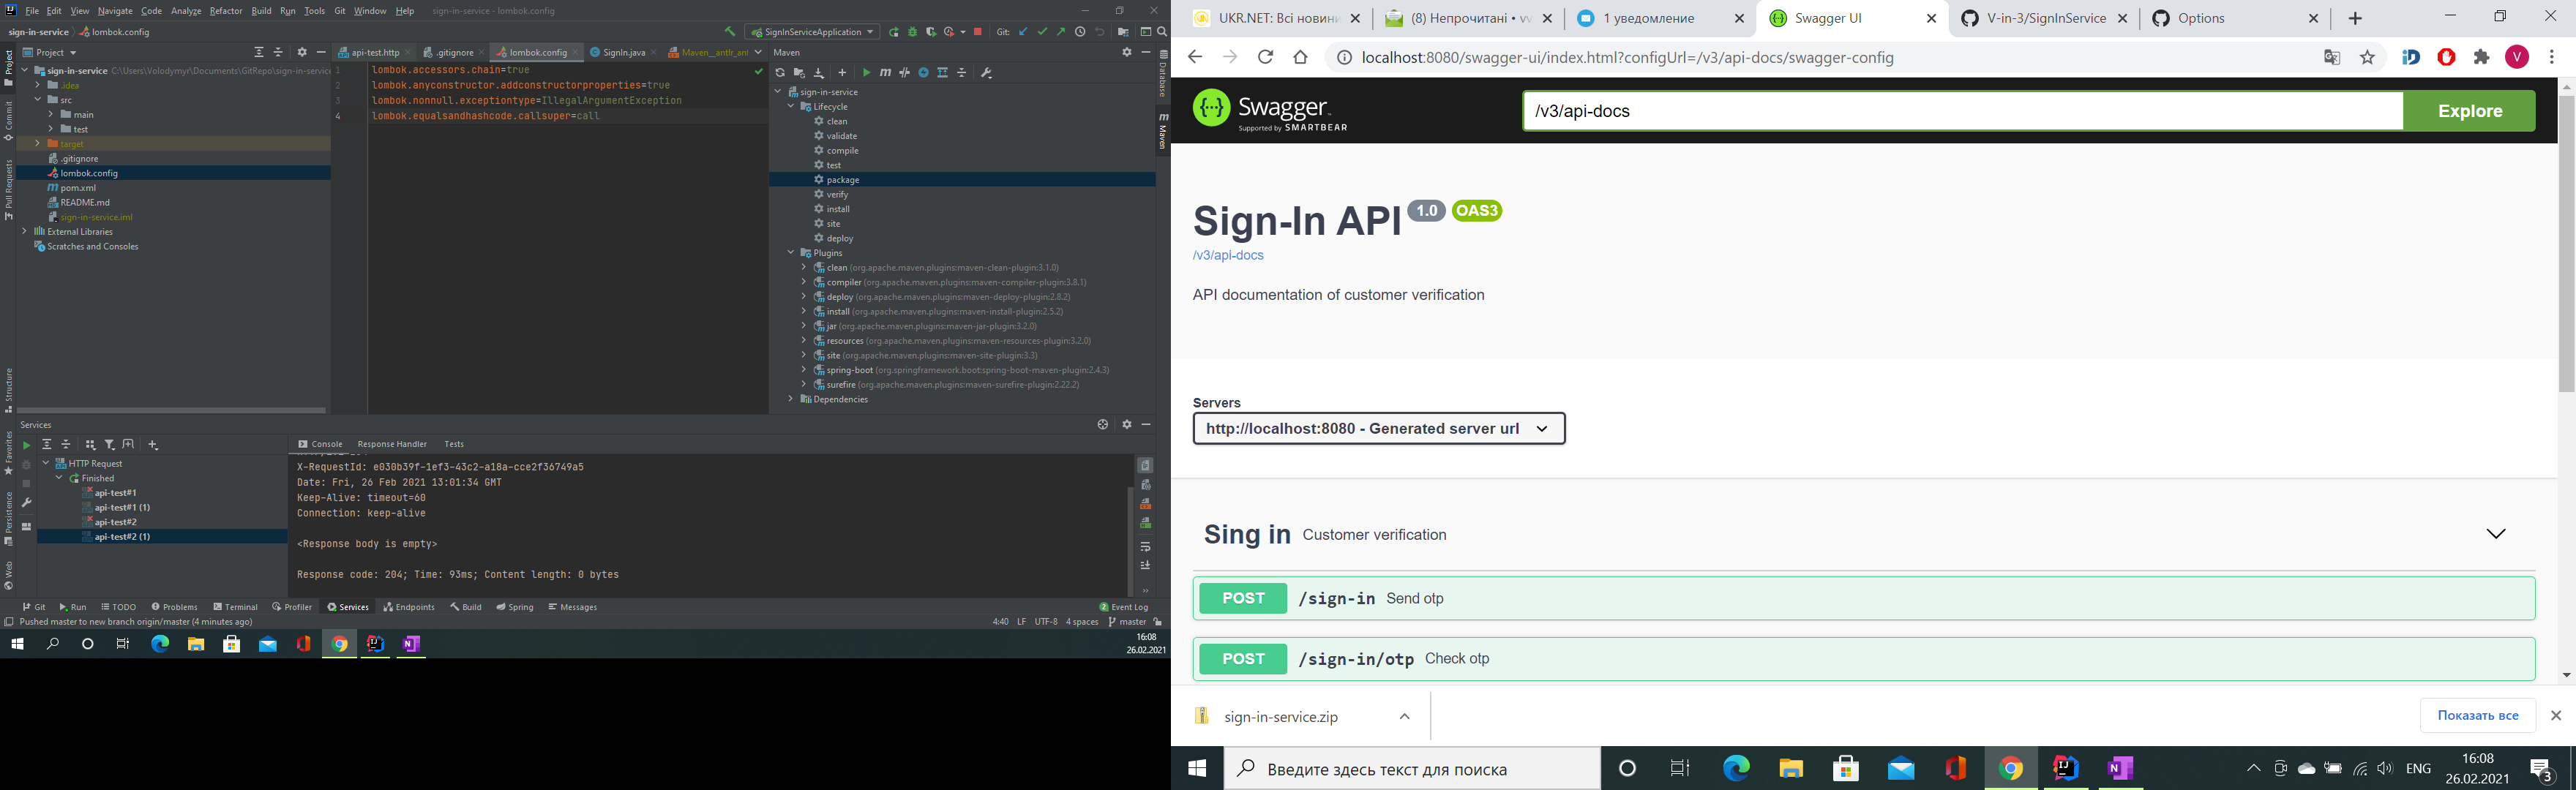 File Edit View Navigate Code Analyze Refactor Build Run Tools Git Window Help sign-in-service - lombok.config
sign-in-service lombok.config
SignInServiceApplication Git:
Project
api-test.http .gitignore lombok.config SignIn.java
Maven
sign-in-service C:\Users\Volodymyr\Documents\GitRepo\sign-in-service
.idea
src
main
test
target
.gitignore
lombok.config
pom.xml
README.md
sign-in-service.iml
External Libraries
Scratches and Consoles
1 lombok.accessors.chain=true
2 lombok.anyconstructor.addconstructorproperties=true
3 lombok.nonnull.exceptiontype=IllegalArgumentException
4 lombok.equalsandhashcode.callsuper=call
sign-in-service
Lifecycle
clean
validate
compile
test
package
verify
install
site
deploy
Plugins
clean (org.apache.maven.plugins:maven-clean-plugin:3.1.0)
compiler (org.apache.maven.plugins:maven-compiler-plugin:3.8.1)
deploy (org.apache.maven.plugins:maven-deploy-plugin:2.8.2)
install (org.apache.maven.plugins:maven-install-plugin:2.5.2)
jar (org.apache.maven.plugins:maven-jar-plugin:3.2.0)
resources (org.apache.maven.plugins:maven-resources-plugin:3.2.0)
site (org.apache.maven.plugins:maven-site-plugin:3.3)
spring-boot (org.springframework.boot:spring-boot-maven-plugin:2.4.3)
surefire (org.apache.maven.plugins:maven-surefire-plugin:2.22.2)
Dependencies
Project
Commit
Pull Requests
Structure
Favorites
Persistence
Web
Database
Maven
Services
HTTP Request
Finished
api-test#1
api-test#1 (1)
api-test#2
api-test#2 (1)
Console Response Handler Tests
X-RequestId: e030b39f-1ef3-43c2-a18a-cce2f36749a5
Date: Fri, 26 Feb 2021 13:01:34 GMT
Keep-Alive: timeout=60
Connection: keep-alive
<Response body is empty>
Response code: 204; Time: 93ms; Content length: 0 bytes
Git Run TODO Problems Terminal Profiler Services Endpoints Build Spring Messages 2 Event Log
Pushed master to new branch origin/master (4 minutes ago) 4:40 LF UTF-8 4 spaces master
16:08
26.02.2021
UKR.NET: Всі новини (8) Непрочитані • 1 уведомление Swagger UI V-in-3/SignInService Options
localhost:8080/swagger-ui/index.html?configUrl=/v3/api-docs/swagger-config
V
Swagger
Supported by SMARTBEAR
/v3/api-docs
Explore
Sign-In API 1.0 OAS3
/v3/api-docs
API documentation of customer verification
Servers
http://localhost:8080 - Generated server url
Sing in Customer verification
POST /sign-in Send otp
POST /sign-in/otp Check otp
sign-in-service.zip
Показать все
Введите здесь текст для поиска
ENG
16:08
26.02.2021
3